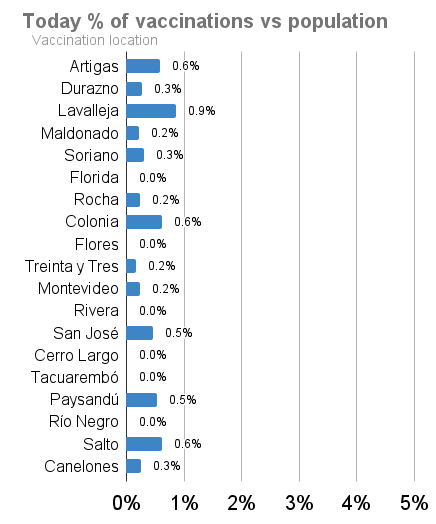 Today % of vaccinations vs population
Vaccination location
Artigas 0.6%
Durazno 0.3%
Lavalleja 0.9%
Maldonado 0.2%
Soriano 0.3%
Florida 0.0%
Rocha 0.2%
Colonia 0.6%
Flores 0.0%
Treinta y Tres 0.2%
Montevideo 0.2%
Rivera 0.0%
San José 0.5%
Cerro Largo 0.0%
Tacuarembó 0.0%
Paysandú 0.5%
Río Negro 0.0%
Salto 0.6%
Canelones 0.3%
0% 1% 2% 3% 4% 5%